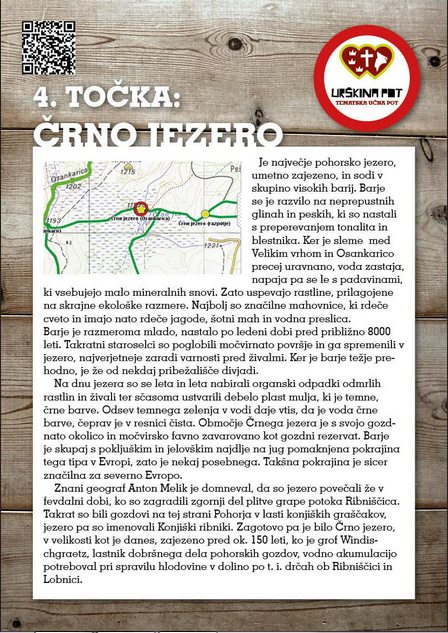 4. TOČKA:
ČRNO JEZERO
URŠKINA POT
TEMATSKA UČNA POT
Osankarica
1202
1215
Črno jezero (Osankarica)
Črno jezero (razpotje)
1193
1221
Je največje pohorsko jezero,
umetno zajezeno, in sodi v
skupino visokih barij. Barje
se je razvilo na neprepustnih
glinah in peskih, ki so nastali
s preperevanjem tonalita in
blestnika. Ker je sleme med
Velikim vrhom in Osankarico
precej uravnano, voda zastaja,
napaja pa se le s padavinami,
ki vsebujejo malo mineralnih snovi. Zato uspevajo rastline, prilagojene
na skrajne ekološke razmere. Najbolj so značilne mahovnice, ki rdeče
cveto in imajo nato rdeče jagode, šotni mah in vodna preslica.
Barje je razmeroma mlado, nastalo po ledeni dobi pred približno 8000
leti. Takratni staroselci so poglobili močvirnato površje in ga spremenili v
jezero, najverjetneje zaradi varnosti pred živalmi. Ker je barje težje pre-
hodno, je že od nekdaj pribežališče divjadi.
Na dnu jezera so se leta in leta nabirali organski odpadki odmrlih
rastlin in živali ter sčasoma ustvarili debelo plast mulja, ki je temne,
črne barve. Odsev temnega zelenja v vodi daje vtis, da je voda črne
barve, čeprav je v resnici čista. Območje Črnega jezera je s svojo gozd-
nato okolico in močvirsko favno zavarovano kot gozdni rezervat. Barje
je skupaj s pokljuškim in jelovškim najdlje na jug pomaknjena pokrajina
tega tipa v Evropi, zato je nekaj posebnega. Takšna pokrajina je sicer
značilna za severno Evropo.
Znani geograf Anton Melik je domneval, da so jezero povečali že v
fevdalni dobi, ko so zagradili zgornji del plitve grape potoka Ribniščica.
Takrat so bili gozdovi na tej strani Pohorja v lasti konjiških graščakov,
jezero pa so imenovali Konjiški ribniki. Zagotovo pa je bilo Črno jezero,
v velikosti kot je danes, zajezeno pred ok. 150 leti, ko je grof Windis-
chgraetz, lastnik dobršnega dela pohorskih gozdov, vodno akumulacijo
potreboval pri spravilu hlodovine v dolino po t. i. drčah ob Ribniščici in
Lobnici.